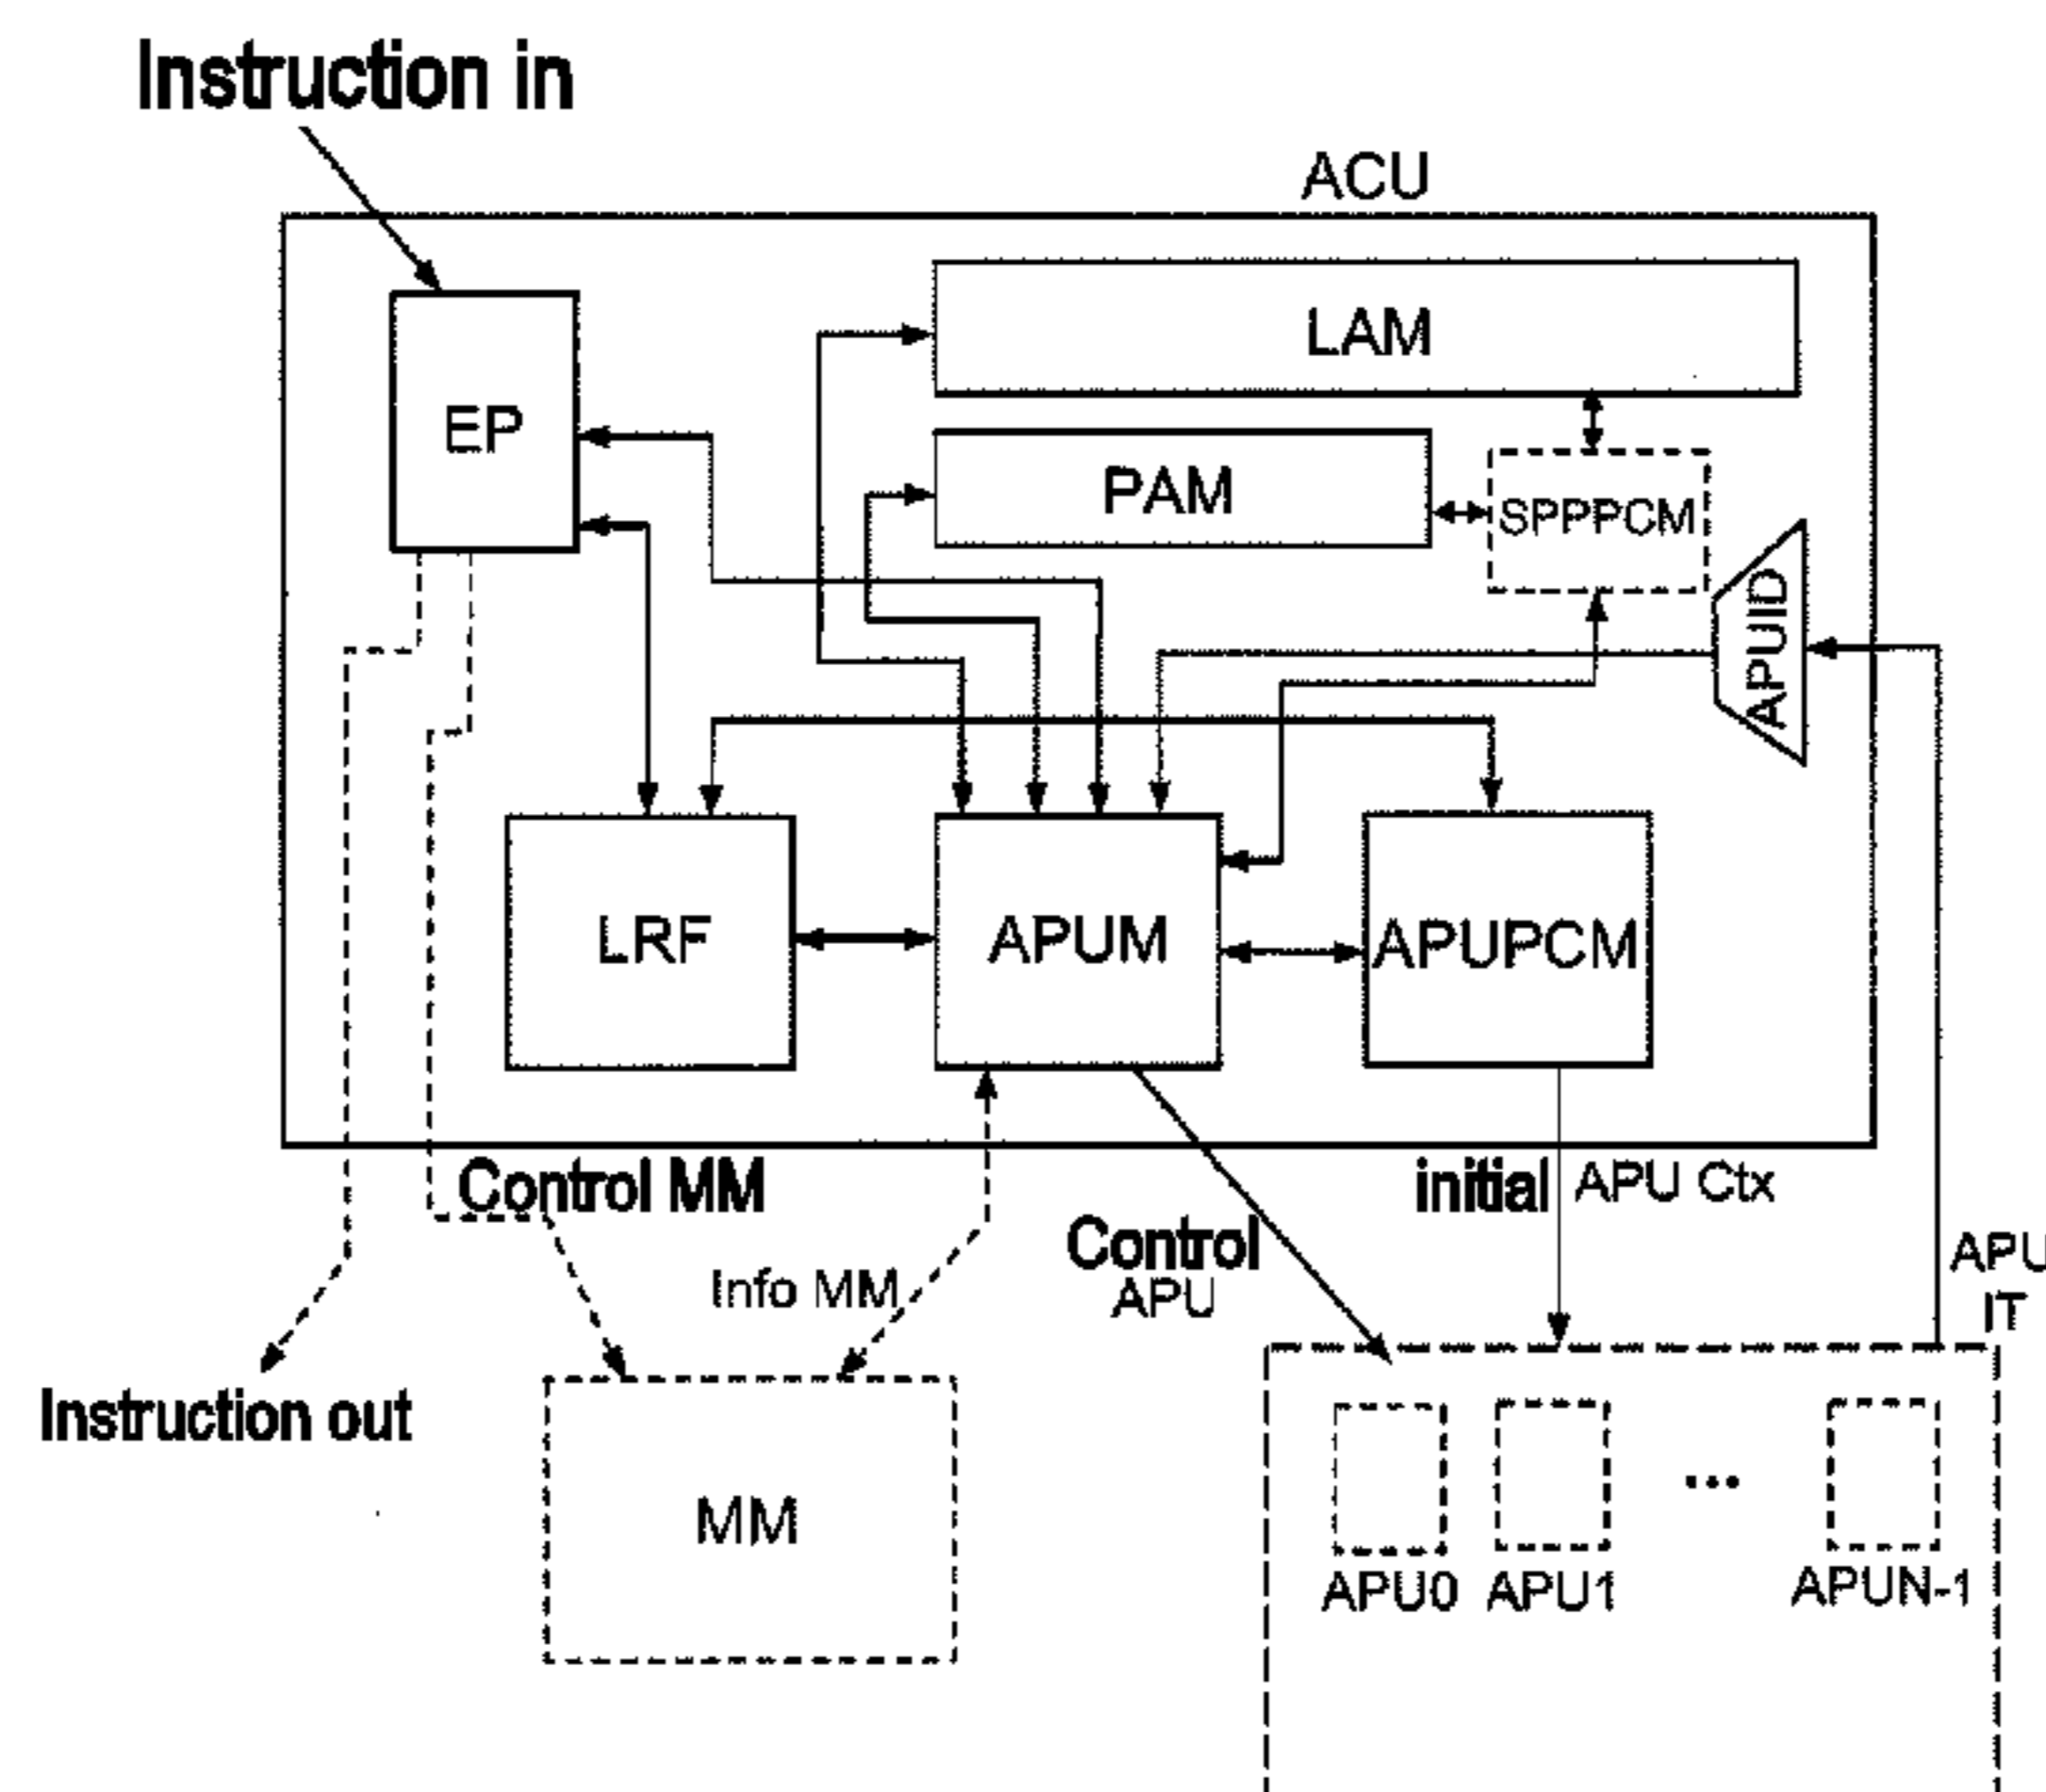 Instruction in
ACU
LAM
EP
PAM
SPPPCM
APUID
LRF
APUM
APUPCM
Control MM
initial
APU Ctx
Control
APU
Info MM
APU
IT
Instruction out
MM
...
APU0
APU1
APUN-1